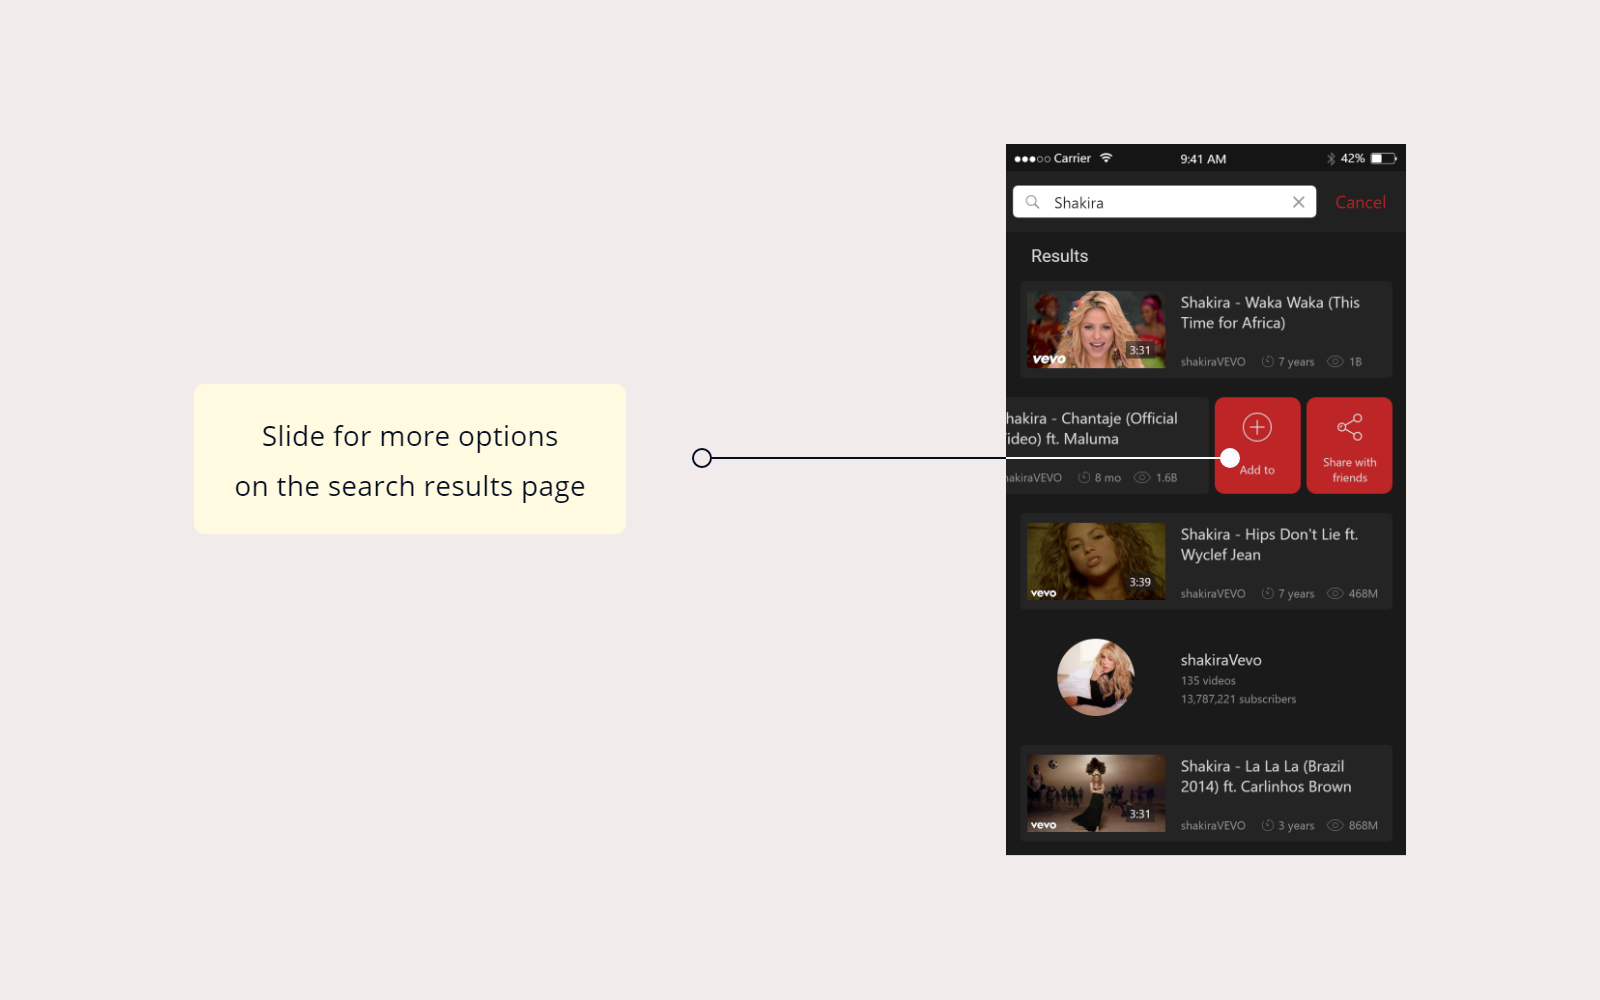 Slide for more options
on the search results page
Carrier 9:41 AM 42%
Shakira Cancel
Results
Shakira - Waka Waka (This
Time for Africa)
vevo 3:31
shakiraVEVO 7 years 1B
hakira - Chantaje (Official
ideo) ft. Maluma
akiraVEVO 8 mo 1.6B
Add to
Share with
friends
Shakira - Hips Don't Lie ft.
Wyclef Jean
vevo 3:39
shakiraVEVO 7 years 468M
shakiraVevo
135 videos
13,787,221 subscribers
Shakira - La La La (Brazil
2014) ft. Carlinhos Brown
vevo 3:31
shakiraVEVO 3 years 868M